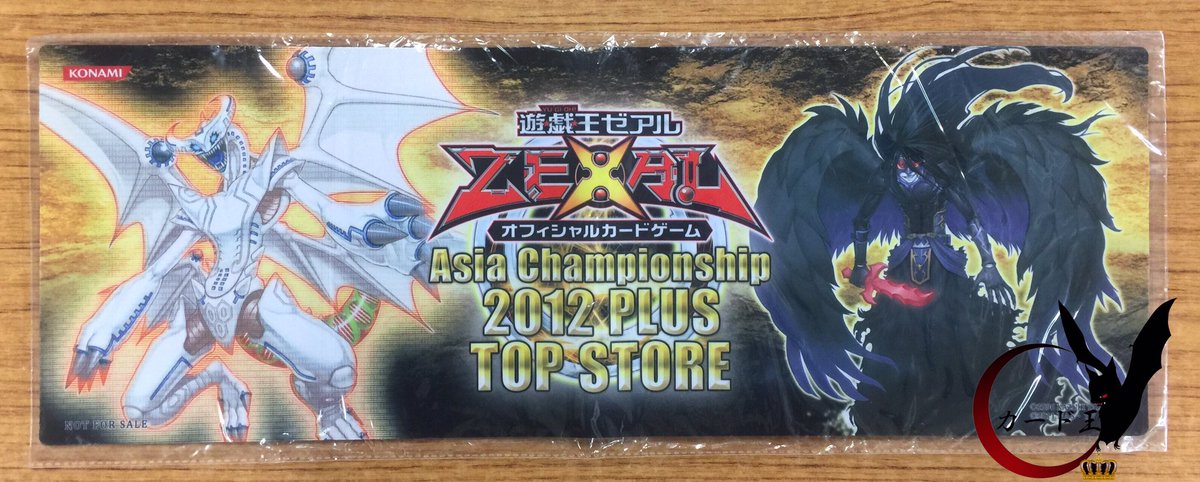 KONAMI
YU-GI-OH!
遊戯王ゼアル
ZEXAL
オフィシャルカードゲーム
Asia Championship
2012 PLUS
TOP STORE
NOT FOR SALE
カード王